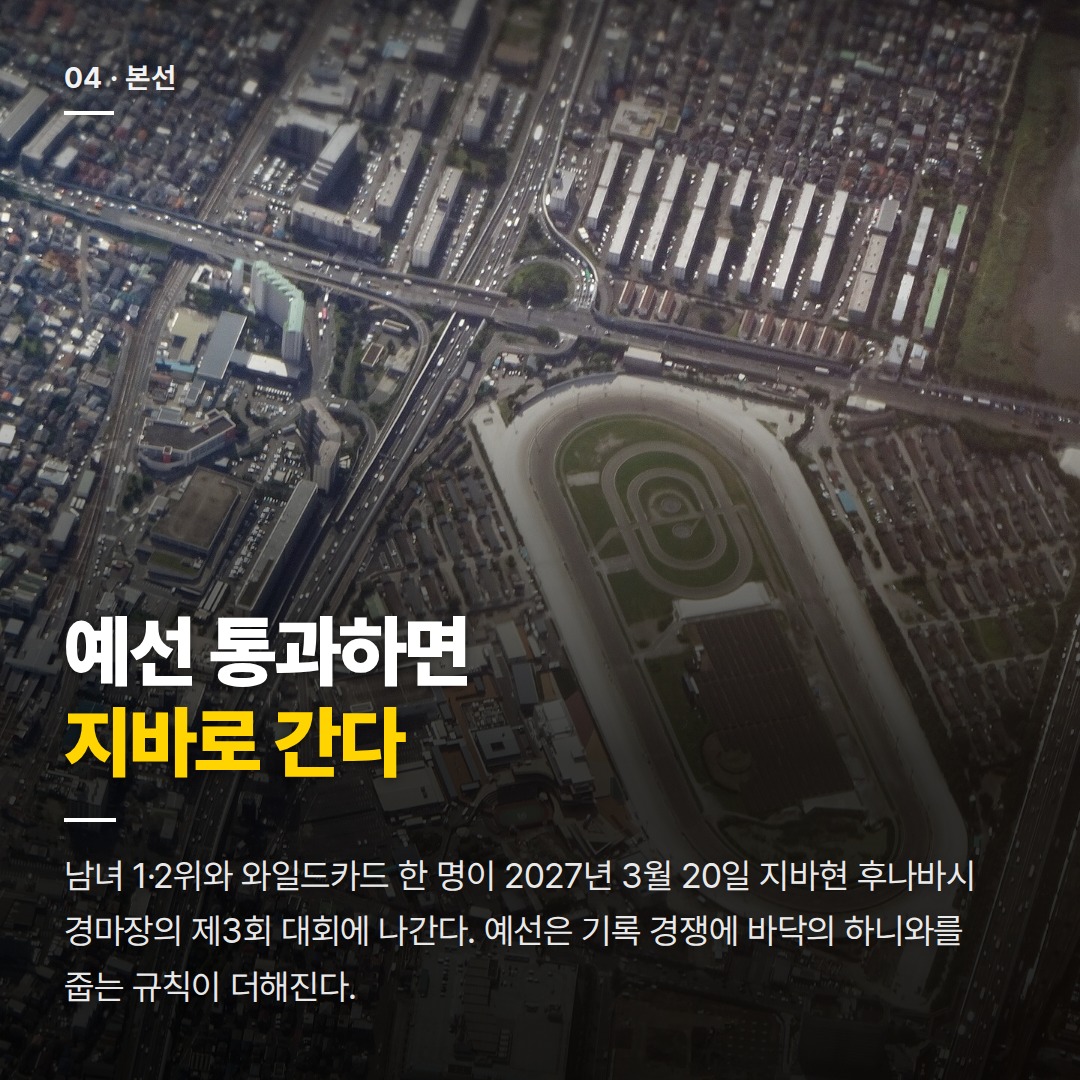 04 · 본선
예선 통과하면
지바로 간다
남녀 1·2위와 와일드카드 한 명이 2027년 3월 20일 지바현 후나바시
경마장의 제3회 대회에 나간다. 예선은 기록 경쟁에 바닥의 하니와를
줍는 규칙이 더해진다.